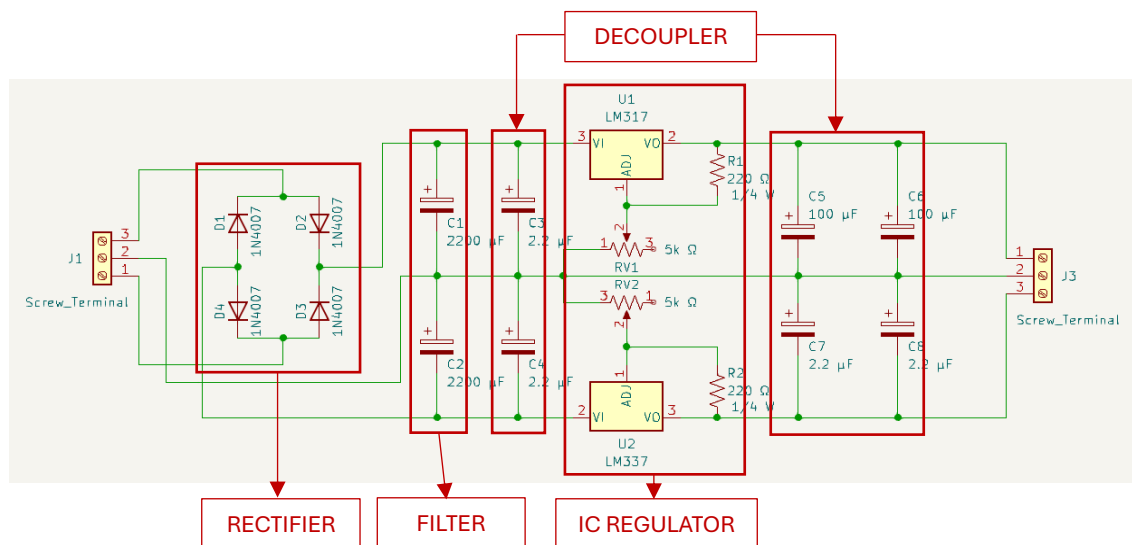 DECOUPLER
U1
LM317
3
VI
VO
2
ADJ
1
R1
220 Ω
1/4 W
D1
1N4007
D2
1N4007
+
C1
2200 µF
+
C3
2.2 µF
+
C5
100 µF
+
C6
100 µF
J1
3
2
1
Screw_Terminal
2
1
3
5k Ω
RV1
RV2
3
1
5k Ω
2
1
2
3
J3
Screw_Terminal
D4
1N4007
D3
1N4007
+
C2
2200 µF
+
C4
2.2 µF
+
C7
2.2 µF
+
C8
2.2 µF
1
ADJ
R2
220 Ω
1/4 W
2
VI
VO
3
U2
LM337
RECTIFIER
FILTER
IC REGULATOR